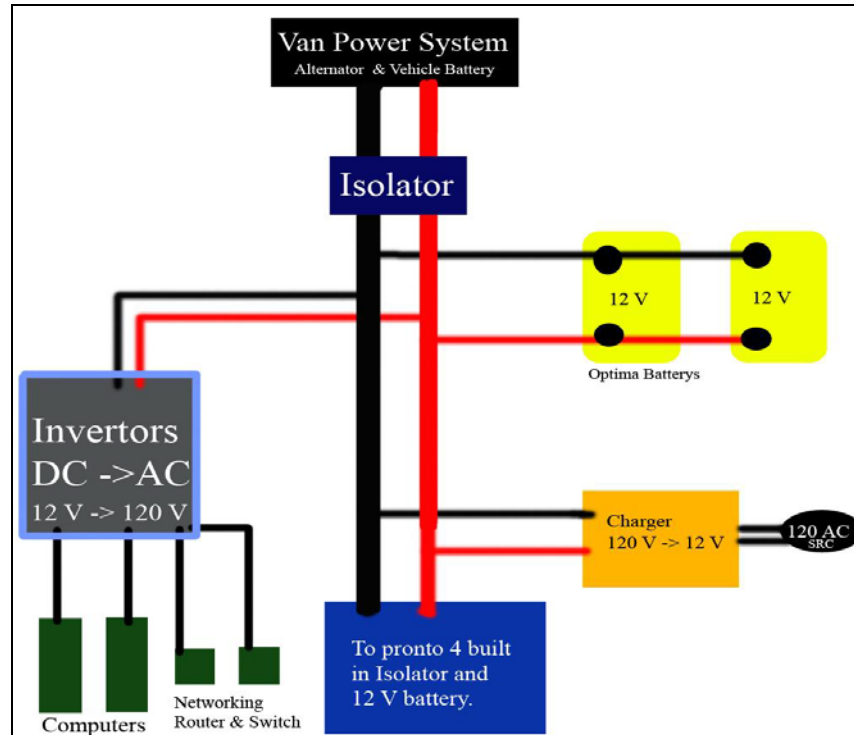 Van Power System
Alternator & Vehicle Battery
Isolator
12 V
12 V
Optima Batterys
Invertors
DC ->AC
12 V -> 120 V
Charger
120 V -> 12 V
120 AC
SRC
To pronto 4 built
in Isolator and
12 V battery.
Computers
Networking
Router & Switch